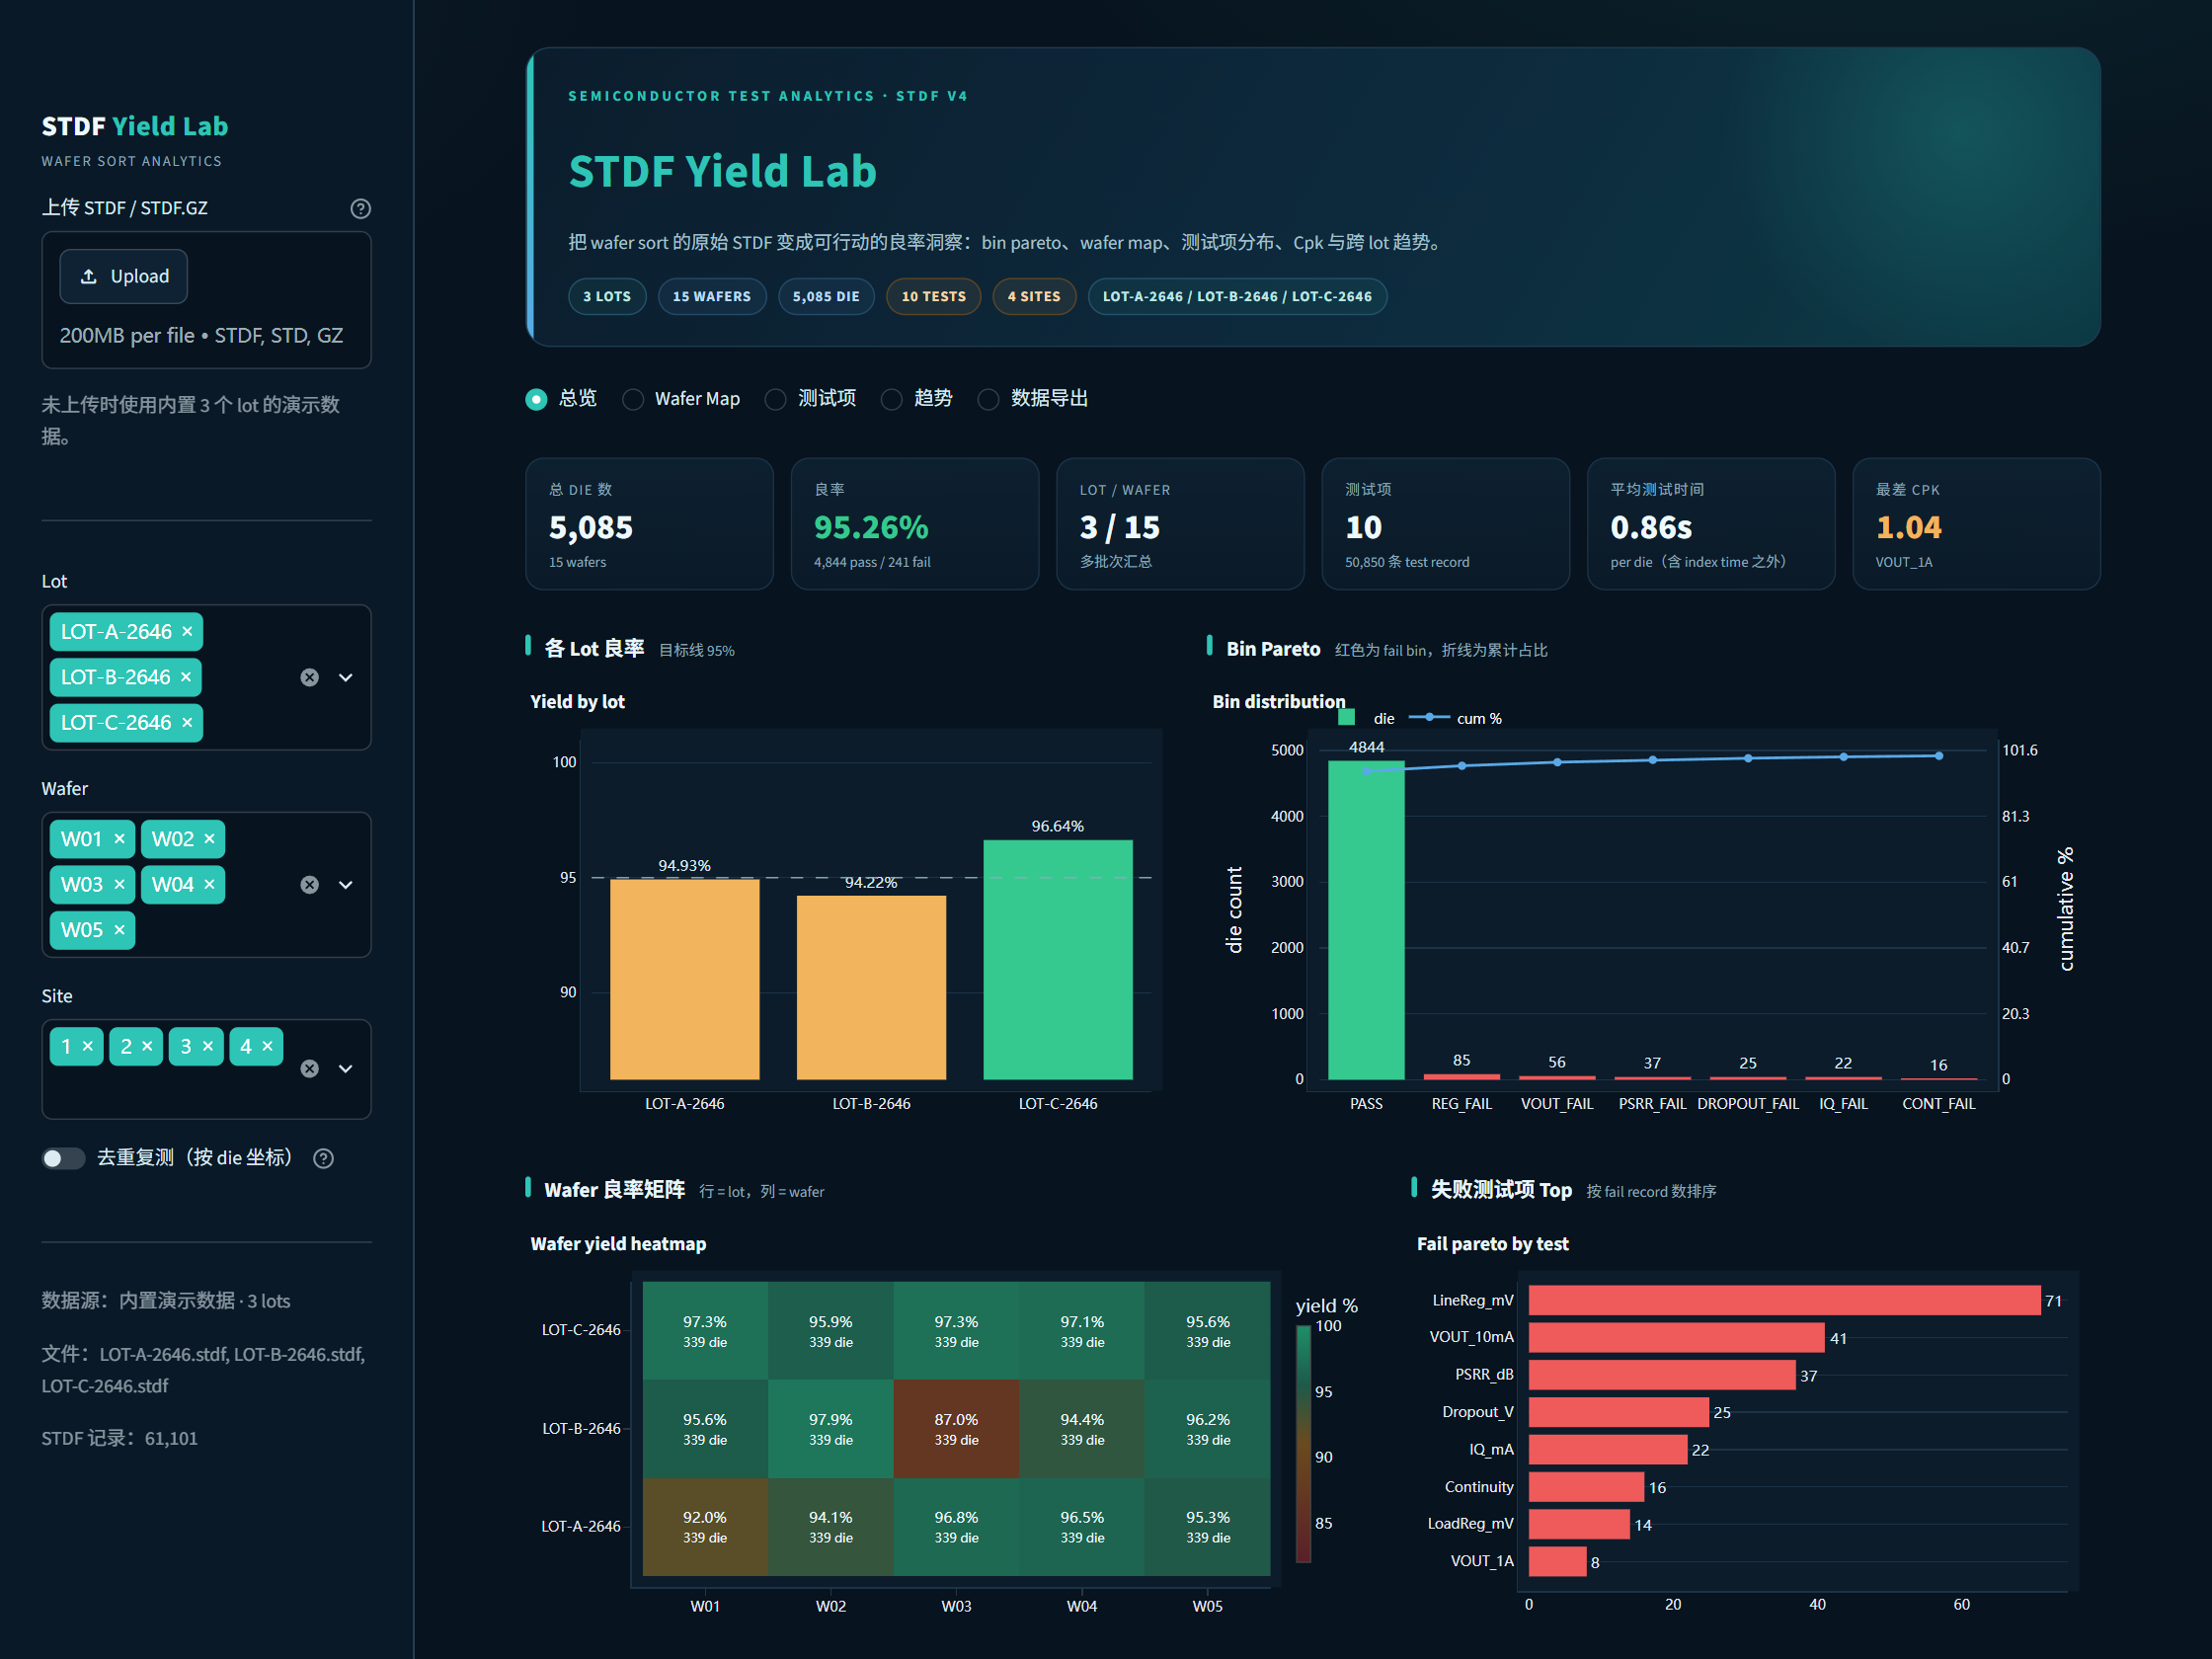 STDF Yield Lab
WAFER SORT ANALYTICS
上传 STDF / STDF.GZ
Upload
200MB per file • STDF, STD, GZ
未上传时使用内置 3 个 lot 的演示数
据。
Lot
LOT-A-2646 ×
LOT-B-2646 ×
LOT-C-2646 ×
Wafer
W01 × W02 ×
W03 × W04 ×
W05 ×
Site
1 × 2 × 3 × 4 ×
去重复测（按 die 坐标）
数据源：内置演示数据 · 3 lots
文件：LOT-A-2646.stdf, LOT-B-2646.stdf,
LOT-C-2646.stdf
STDF 记录：61,101
SEMICONDUCTOR TEST ANALYTICS · STDF V4
STDF Yield Lab
把 wafer sort 的原始 STDF 变成可行动的良率洞察：bin pareto、wafer map、测试项分布、Cpk 与跨 lot 趋势。
3 LOTS 15 WAFERS 5,085 DIE 10 TESTS 4 SITES LOT-A-2646 / LOT-B-2646 / LOT-C-2646
总览 Wafer Map 测试项 趋势 数据导出
总 DIE 数
5,085
15 wafers
良率
95.26%
4,844 pass / 241 fail
LOT / WAFER
3 / 15
多批次汇总
测试项
10
50,850 条 test record
平均测试时间
0.86s
per die（含 index time 之外）
最差 CPK
1.04
VOUT_1A
各 Lot 良率 目标线 95%
Yield by lot
100
95
90
94.93%
94.22%
96.64%
LOT-A-2646 LOT-B-2646 LOT-C-2646
Bin Pareto 红色为 fail bin，折线为累计占比
Bin distribution
die cum %
5000
4000
3000
2000
1000
0
die count
4844
85
56
37
25
22
16
101.6
81.3
61
40.7
20.3
0
cumulative %
PASS REG_FAIL VOUT_FAIL PSRR_FAIL DROPOUT_FAIL IQ_FAIL CONT_FAIL
Wafer 良率矩阵 行 = lot，列 = wafer
Wafer yield heatmap
LOT-C-2646
97.3% 95.9% 97.3% 97.1% 95.6%
339 die 339 die 339 die 339 die 339 die
LOT-B-2646
95.6% 97.9% 87.0% 94.4% 96.2%
339 die 339 die 339 die 339 die 339 die
LOT-A-2646
92.0% 94.1% 96.8% 96.5% 95.3%
339 die 339 die 339 die 339 die 339 die
W01 W02 W03 W04 W05
yield %
100
95
90
85
失败测试项 Top 按 fail record 数排序
Fail pareto by test
LineReg_mV 71
VOUT_10mA 41
PSRR_dB 37
Dropout_V 25
IQ_mA 22
Continuity 16
LoadReg_mV 14
VOUT_1A 8
0 20 40 60